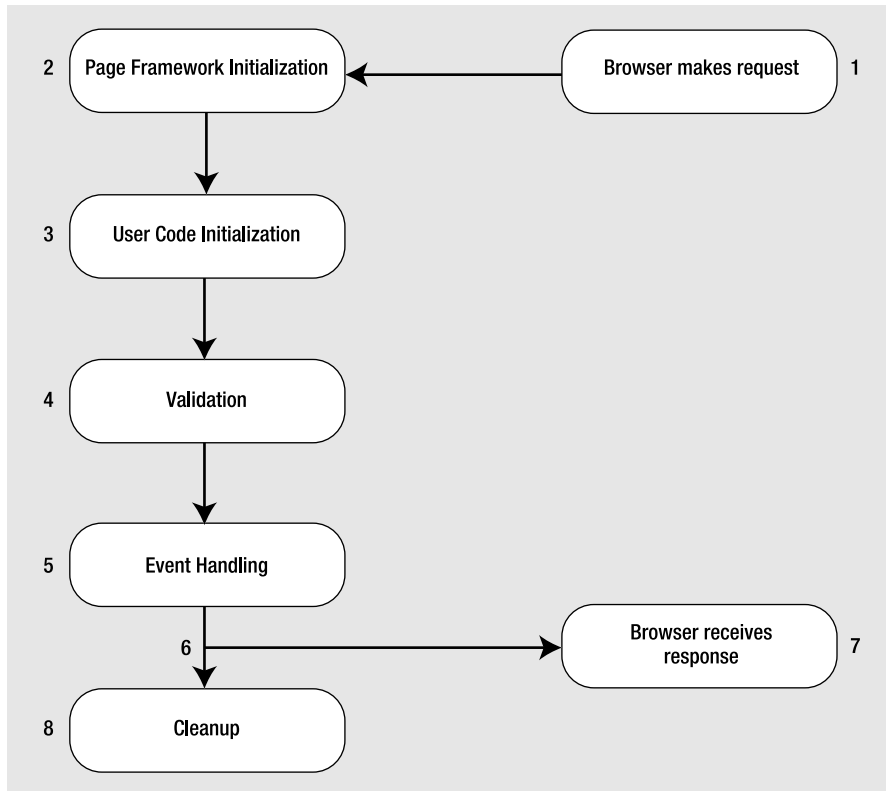 2
Page Framework Initialization
Browser makes request
1
3
User Code Initialization
4
Validation
5
Event Handling
6
Browser receives
response
7
8
Cleanup